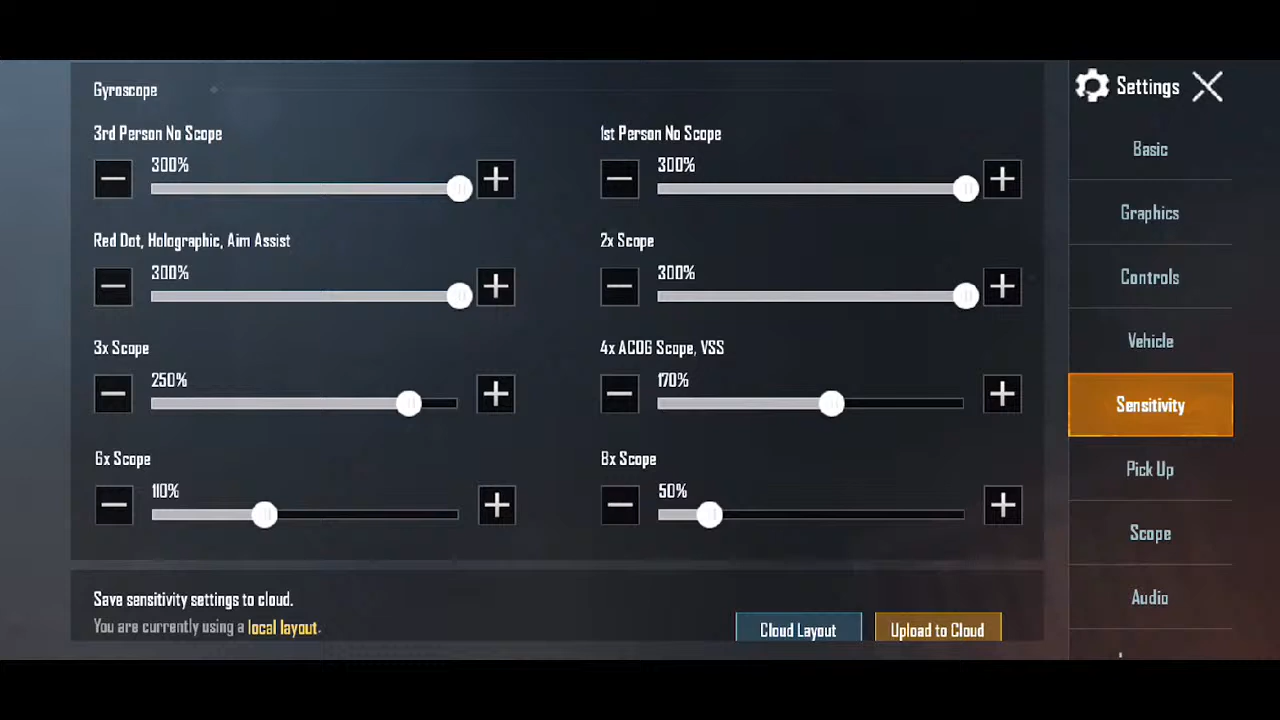 Gyroscope
3rd Person No Scope
300%
1st Person No Scope
300%
Red Dot, Holographic, Aim Assist
300%
2x Scope
300%
3x Scope
250%
4x ACOG Scope, VSS
170%
6x Scope
110%
8x Scope
50%
Save sensitivity settings to cloud.
You are currently using a local layout.
Cloud Layout
Upload to Cloud
Settings
Basic
Graphics
Controls
Vehicle
Sensitivity
Pick Up
Scope
Audio